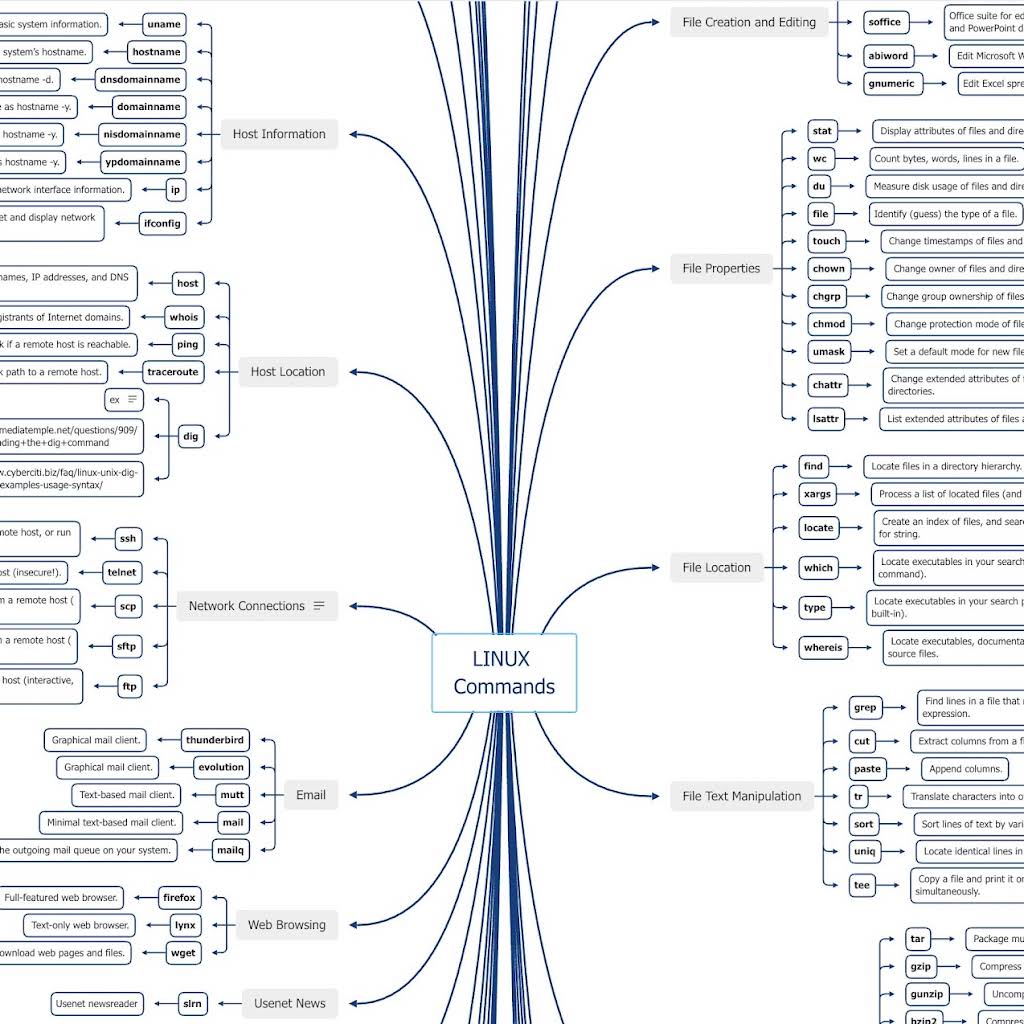 LINUX
Commands
asic system information.
uname
system's hostname.
hostname
hostname -d.
dnsdomainname
e as hostname -y.
domainname
hostname -y.
nisdomainname
s hostname -y.
ypdomainname
network interface information.
ip
et and display network
ifconfig
Host Information
names, IP addresses, and DNS
host
gistrants of Internet domains.
whois
k if a remote host is reachable.
ping
k path to a remote host.
traceroute
ex
mediatemple.net/questions/909/
ading+the+dig+command
w.cyberciti.biz/faq/linux-unix-dig-
examples-usage-syntax/
dig
Host Location
mote host, or run
ssh
ost (insecure!).
telnet
m a remote host (
scp
m a remote host (
sftp
host (interactive,
ftp
Network Connections
Graphical mail client.
thunderbird
Graphical mail client.
evolution
Text-based mail client.
mutt
Minimal text-based mail client.
mail
he outgoing mail queue on your system.
mailq
Email
Full-featured web browser.
firefox
Text-only web browser.
lynx
ownload web pages and files.
wget
Web Browsing
Usenet newsreader
slrn
Usenet News
File Creation and Editing
soffice
Office suite for ed
and PowerPoint d
abiword
Edit Microsoft W
gnumeric
Edit Excel spre
File Properties
stat
Display attributes of files and dire
wc
Count bytes, words, lines in a file.
du
Measure disk usage of files and dire
file
Identify (guess) the type of a file.
touch
Change timestamps of files and
chown
Change owner of files and dire
chgrp
Change group ownership of files
chmod
Change protection mode of file
umask
Set a default mode for new file
chattr
Change extended attributes of f
directories.
lsattr
List extended attributes of files a
File Location
find
Locate files in a directory hierarchy.
xargs
Process a list of located files (and
locate
Create an index of files, and sear
for string.
which
Locate executables in your search
command).
type
Locate executables in your search p
built-in).
whereis
Locate executables, documenta
source files.
File Text Manipulation
grep
Find lines in a file that
expression.
cut
Extract columns from a fi
paste
Append columns.
tr
Translate characters into o
sort
Sort lines of text by vari
uniq
Locate identical lines in
tee
Copy a file and print it on
simultaneously.
tar
Package mu
gzip
Compress
gunzip
Uncomp
bzip2
Compres